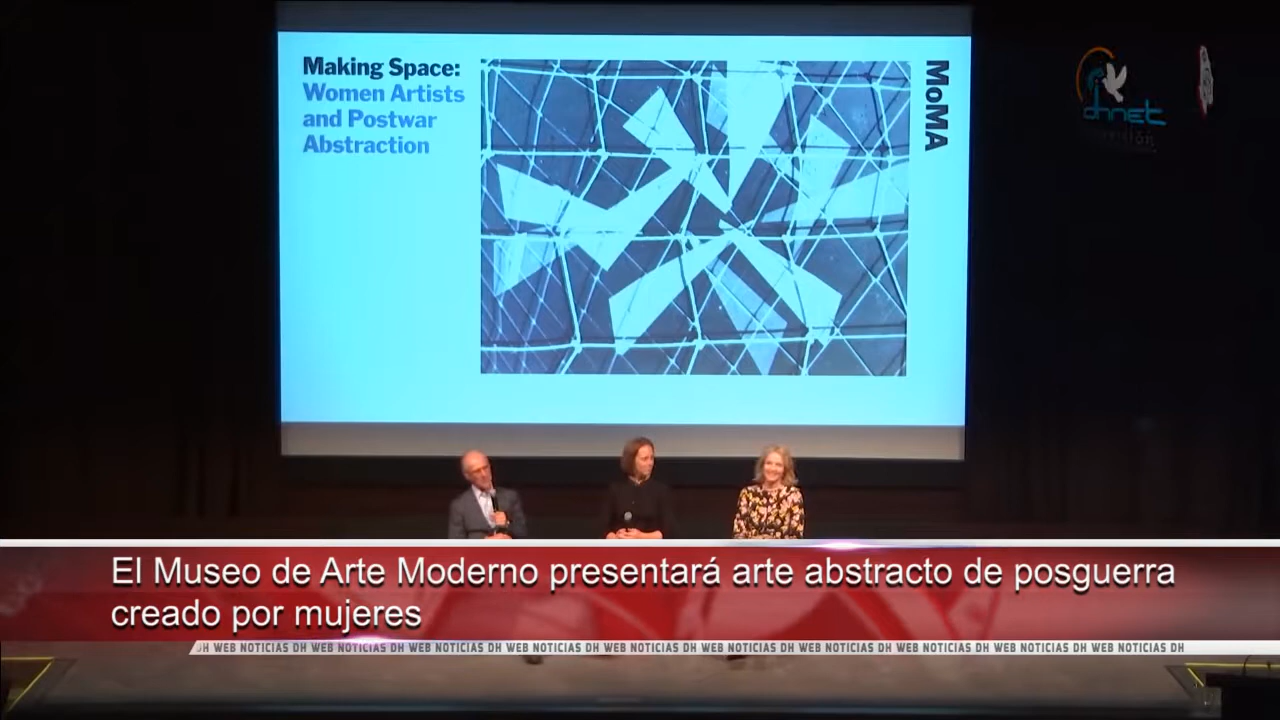 Making Space:
Women Artists
and Postwar
Abstraction
MoMA
dhnet
El Museo de Arte Moderno presentará arte abstracto de posguerra
creado por mujeres
DH WEB NOTICIAS DH WEB NOTICIAS DH WEB NOTICIAS DH WEB NOTICIAS DH WEB NOTICIAS DH WEB NOTICIAS DH WEB NOTICIAS DH WEB NOTICIAS DH WEB NOTICIAS DH WEB NOTICIAS DH